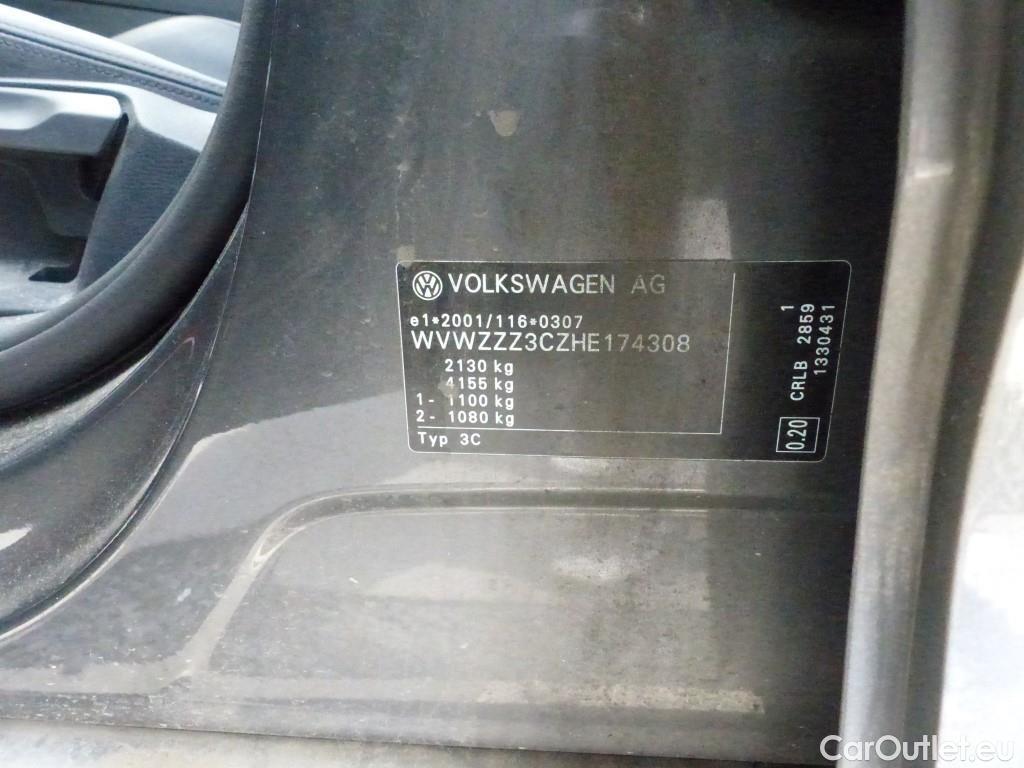 VOLKSWAGEN AG
e1*2001/116*0307
WVWZZZ3CZHE174308
2130 kg
4155 kg
1- 1100 kg
2- 1080 kg
Typ 3C
1
CRLB 2859
1330431
0.20
CarOutlet.eu